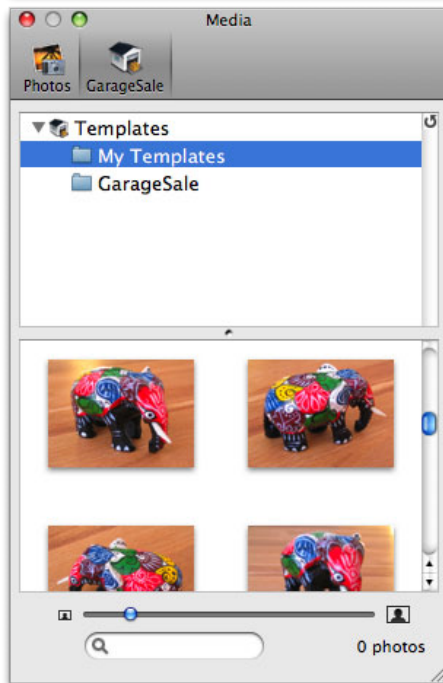 Media
Photos GarageSale
Templates
My Templates
GarageSale
0 photos